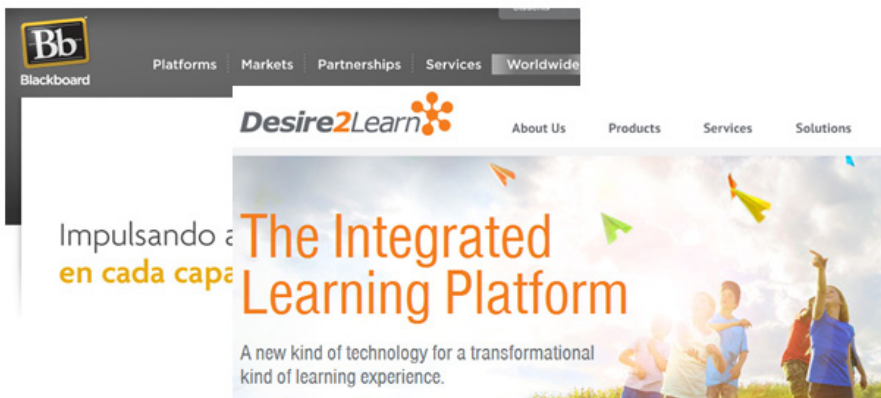 Bb
Blackboard
Platforms Markets Partnerships Services Worldwide
Impulsando a
en cada capa
Desire2Learn
About Us Products Services Solutions
The Integrated
Learning Platform
A new kind of technology for a transformational
kind of learning experience.